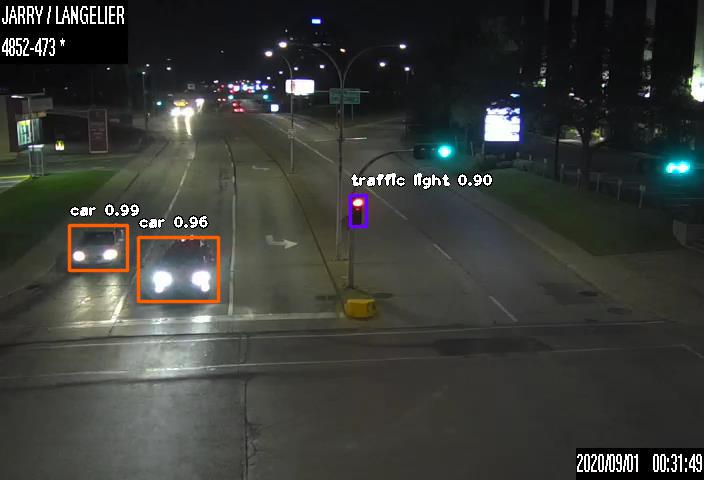 JARRY / LANGELIER
4852-473 *
traffic light 0.90
car 0.99
car 0.96
2020/09/01 00:31:49